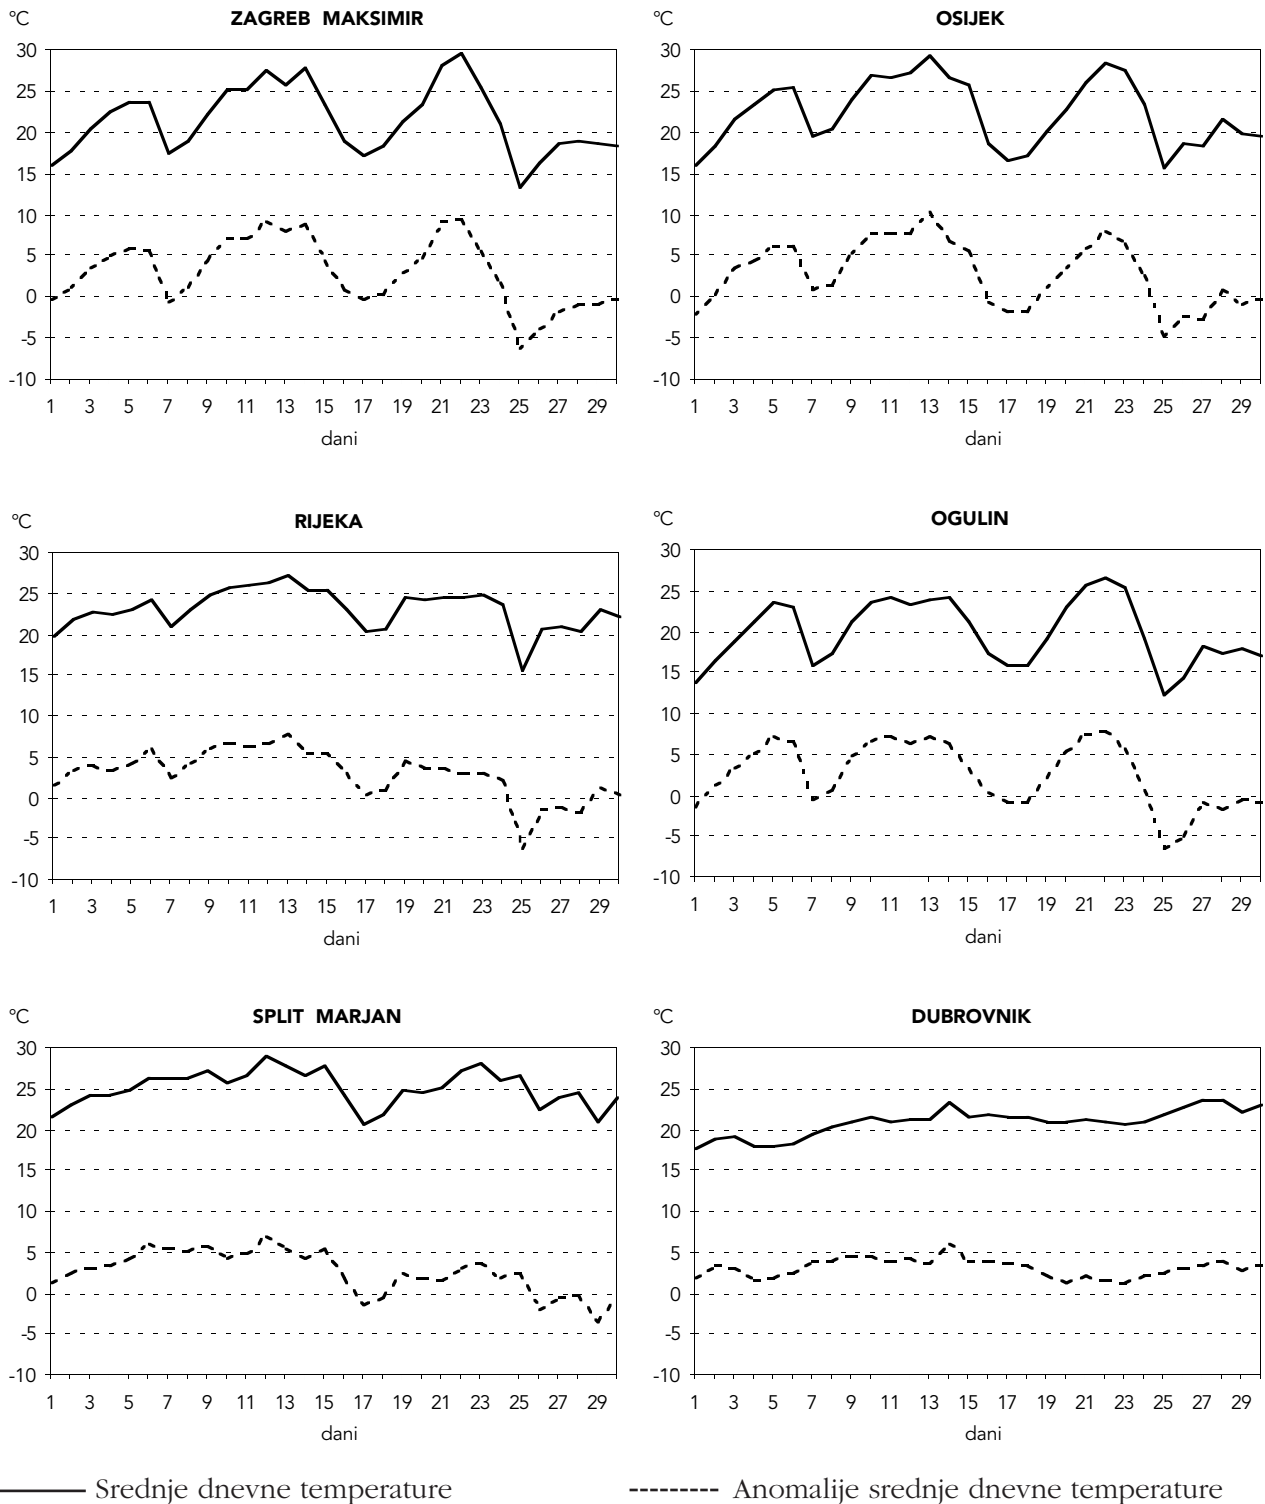 °C ZAGREB MAKSIMIR
30
25
20
15
10
5
0
-5
-10
1 3 5 7 9 11 13 15 17 19 21 23 25 27 29
dani
°C OSIJEK
30
25
20
15
10
5
0
-5
-10
1 3 5 7 9 11 13 15 17 19 21 23 25 27 29
dani
°C RIJEKA
30
25
20
15
10
5
0
-5
-10
1 3 5 7 9 11 13 15 17 19 21 23 25 27 29
dani
°C OGULIN
30
25
20
15
10
5
0
-5
-10
1 3 5 7 9 11 13 15 17 19 21 23 25 27 29
dani
°C SPLIT MARJAN
30
25
20
15
10
5
0
-5
-10
1 3 5 7 9 11 13 15 17 19 21 23 25 27 29
dani
°C DUBROVNIK
30
25
20
15
10
5
0
-5
-10
1 3 5 7 9 11 13 15 17 19 21 23 25 27 29
dani
Srednje dnevne temperature
Anomalije srednje dnevne temperature